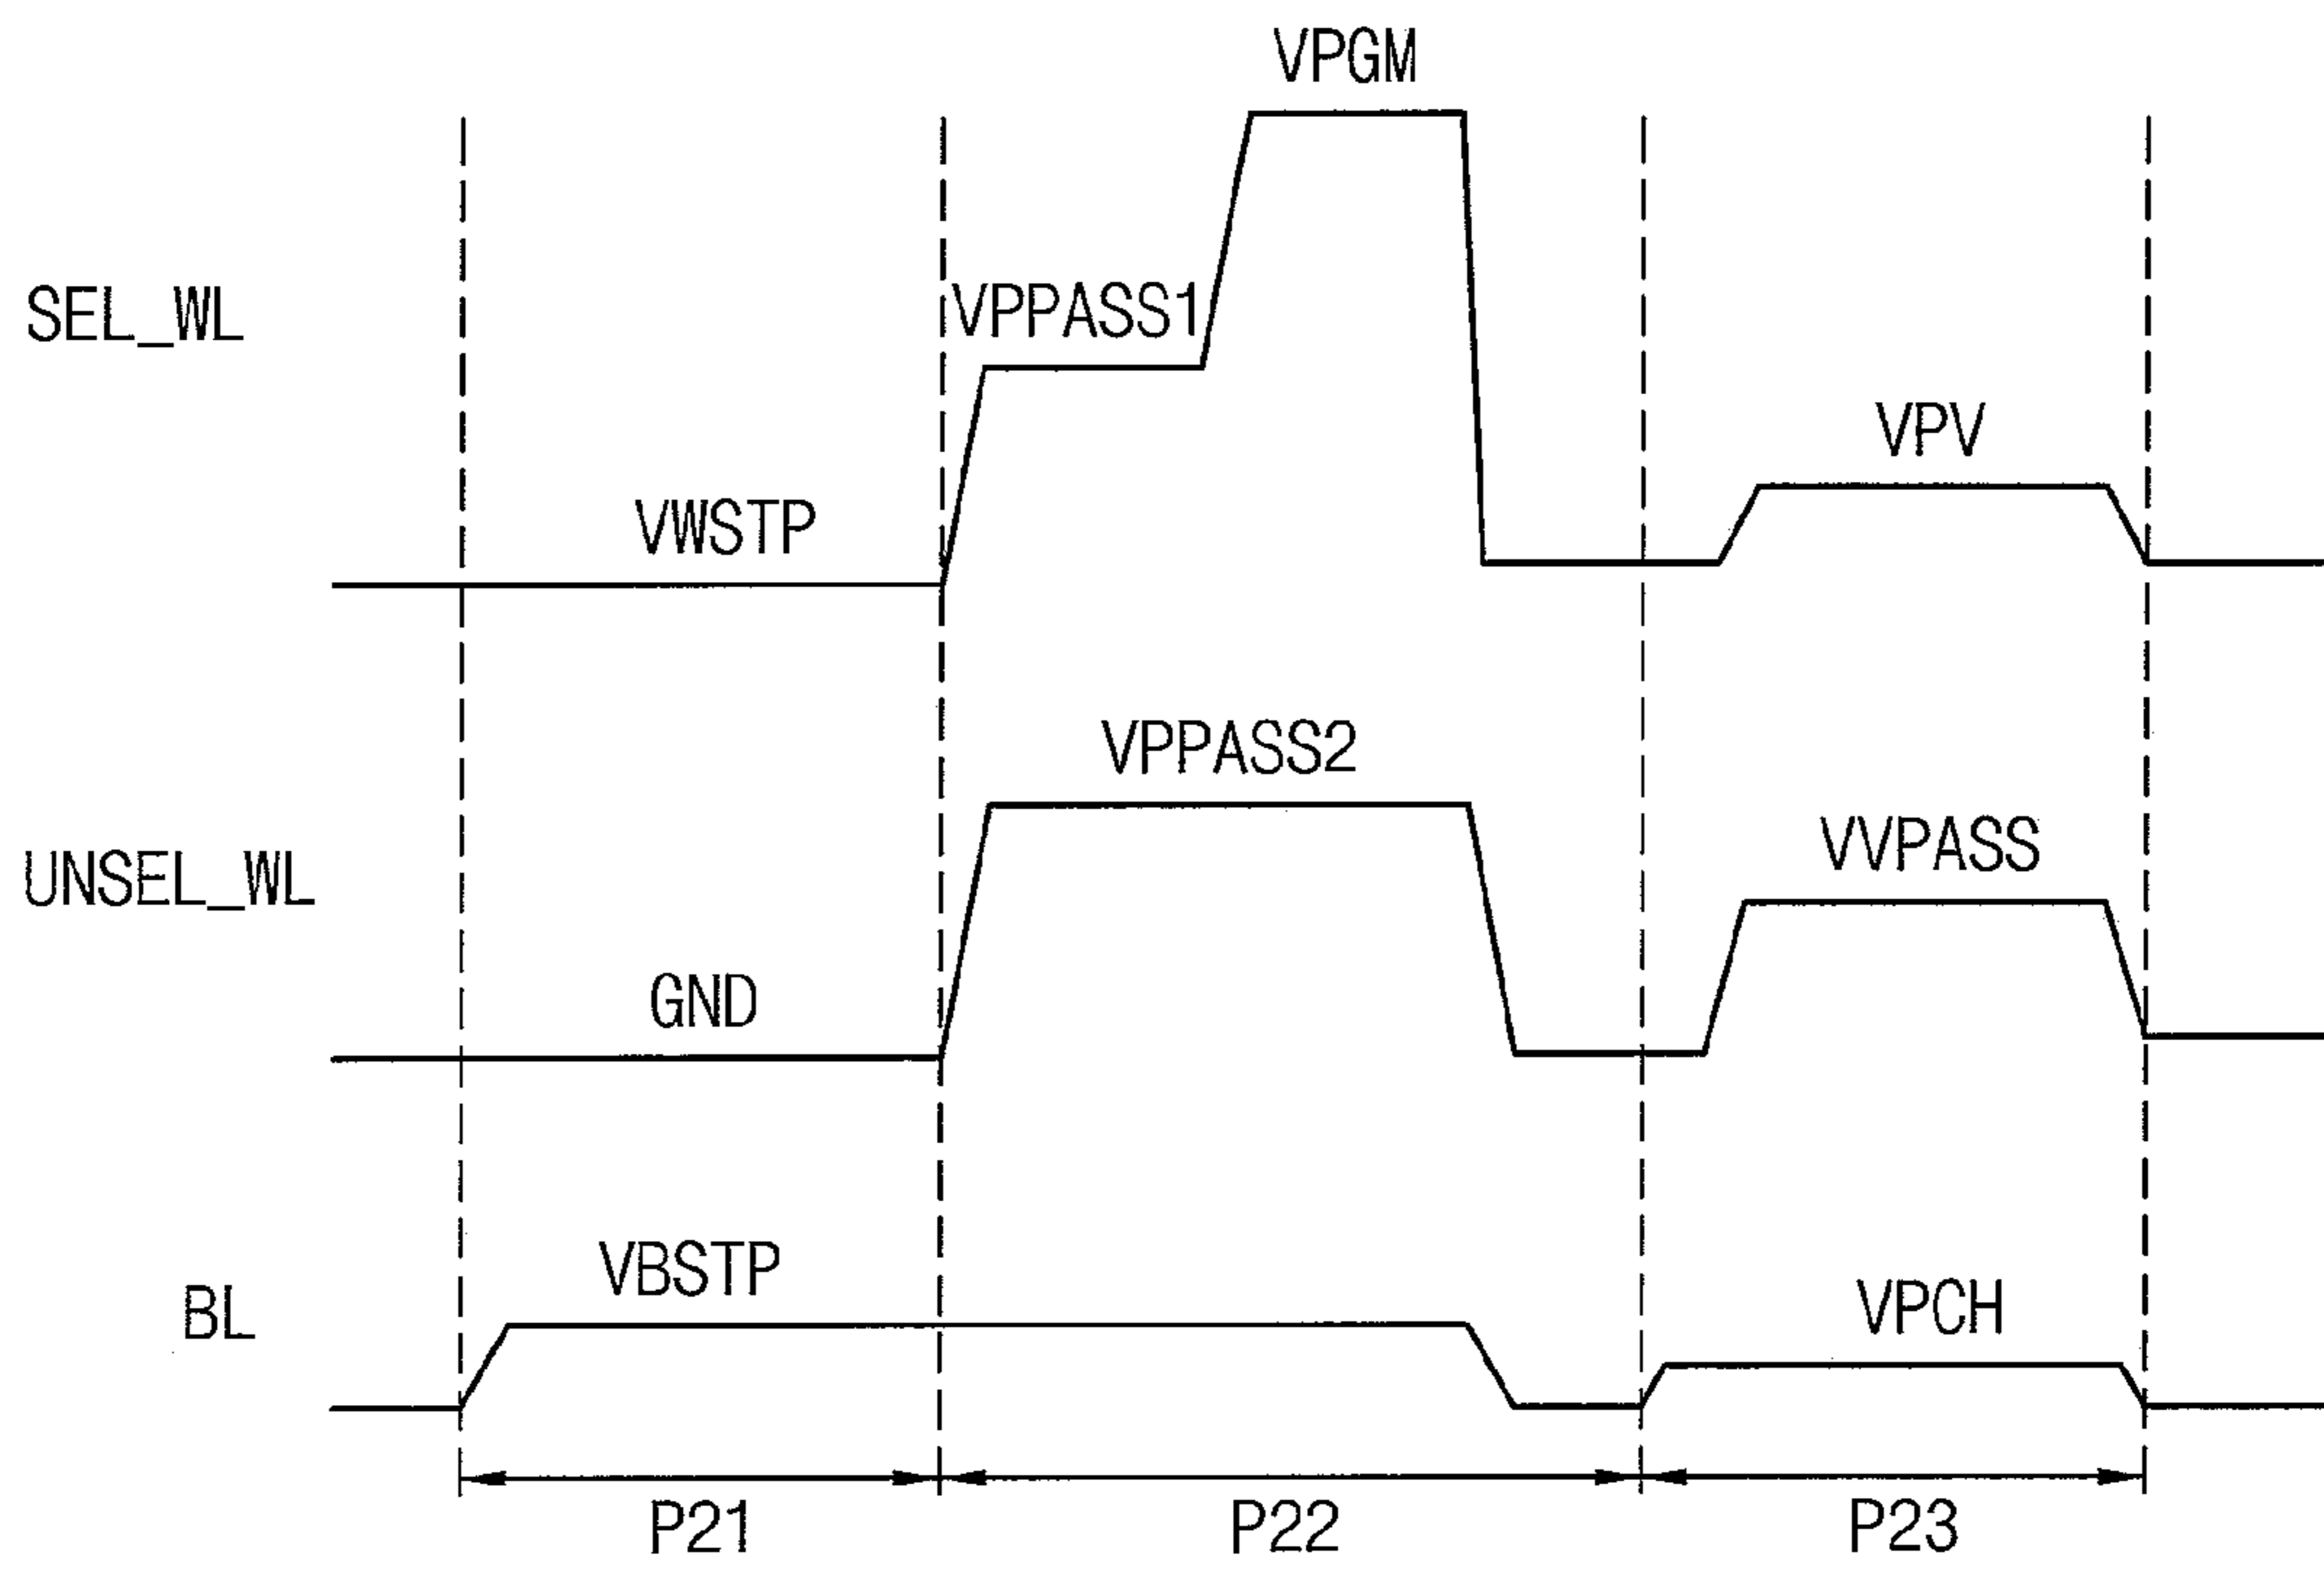 VPGM
SEL_WL
VPPASS1
VPV
VWSTP
VPPASS2
VVPASS
UNSEL_WL
GND
VBSTP
BL
VPCH
P21 P22 P23